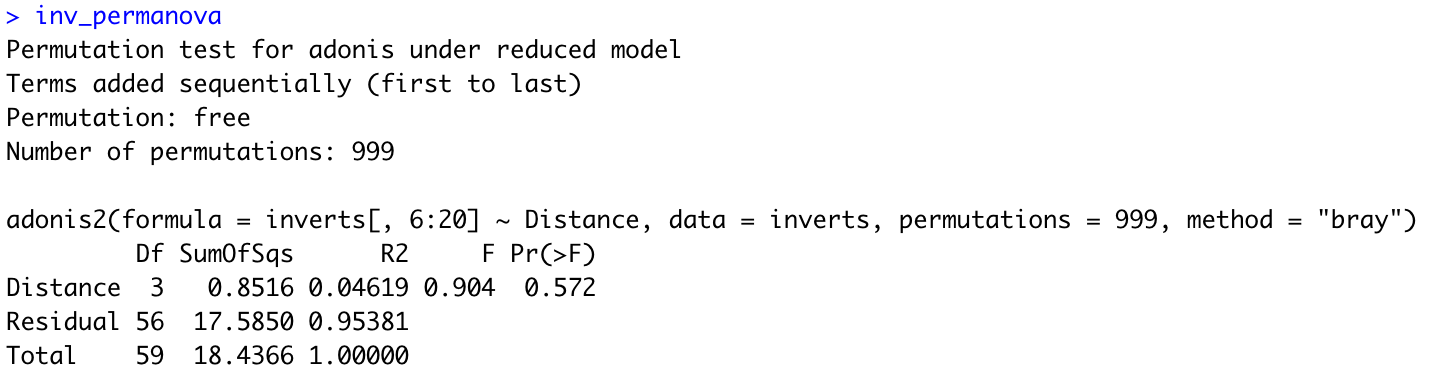 > inv_permanova
Permutation test for adonis under reduced model
Terms added sequentially (first to last)
Permutation: free
Number of permutations: 999

adonis2(formula = inverts[, 6:20] ~ Distance, data = inverts, permutations = 999, method = "bray")
         Df SumOfSqs      R2     F Pr(>F)
Distance  3   0.8516 0.04619 0.904  0.572
Residual 56  17.5850 0.95381
Total    59  18.4366 1.00000